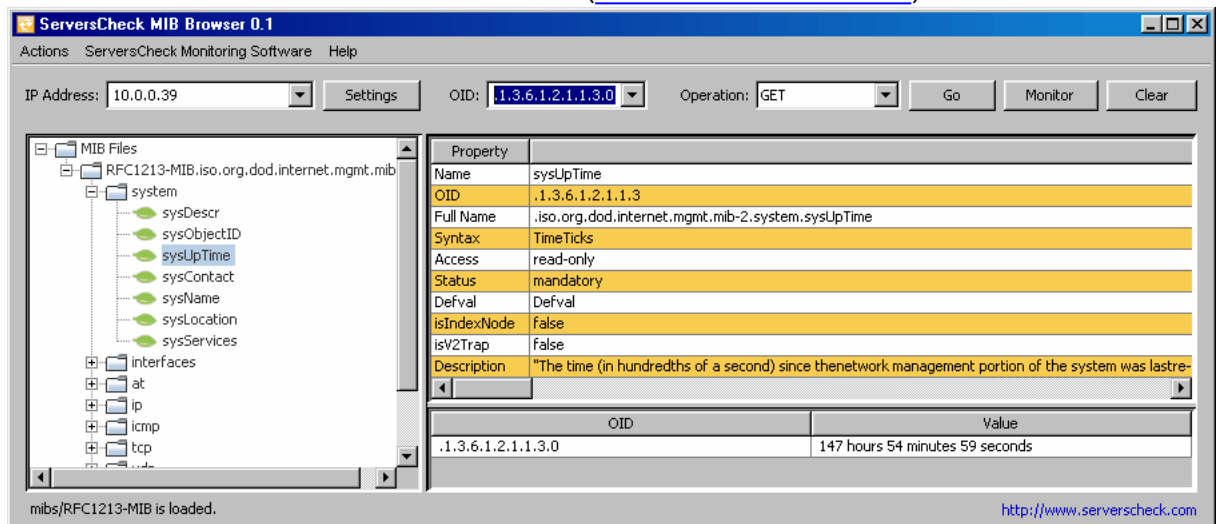 ServersCheck MIB Browser 0.1
Actions ServersCheck Monitoring Software Help
IP Address: 10.0.0.39 Settings OID: .1.3.6.1.2.1.1.3.0 Operation: GET Go Monitor Clear
MIB Files
RFC1213-MIB.iso.org.dod.internet.mgmt.mib
system
sysDescr
sysObjectID
sysUpTime
sysContact
sysName
sysLocation
sysServices
interfaces
at
ip
icmp
tcp
Property
Name sysUpTime
OID .1.3.6.1.2.1.1.3
Full Name .iso.org.dod.internet.mgmt.mib-2.system.sysUpTime
Syntax TimeTicks
Access read-only
Status mandatory
Defval Defval
isIndexNode false
isV2Trap false
Description "The time (in hundredths of a second) since thenetwork management portion of the system was lastre-
OID Value
.1.3.6.1.2.1.1.3.0 147 hours 54 minutes 59 seconds
mibs/RFC1213-MIB is loaded. http://www.serverscheck.com